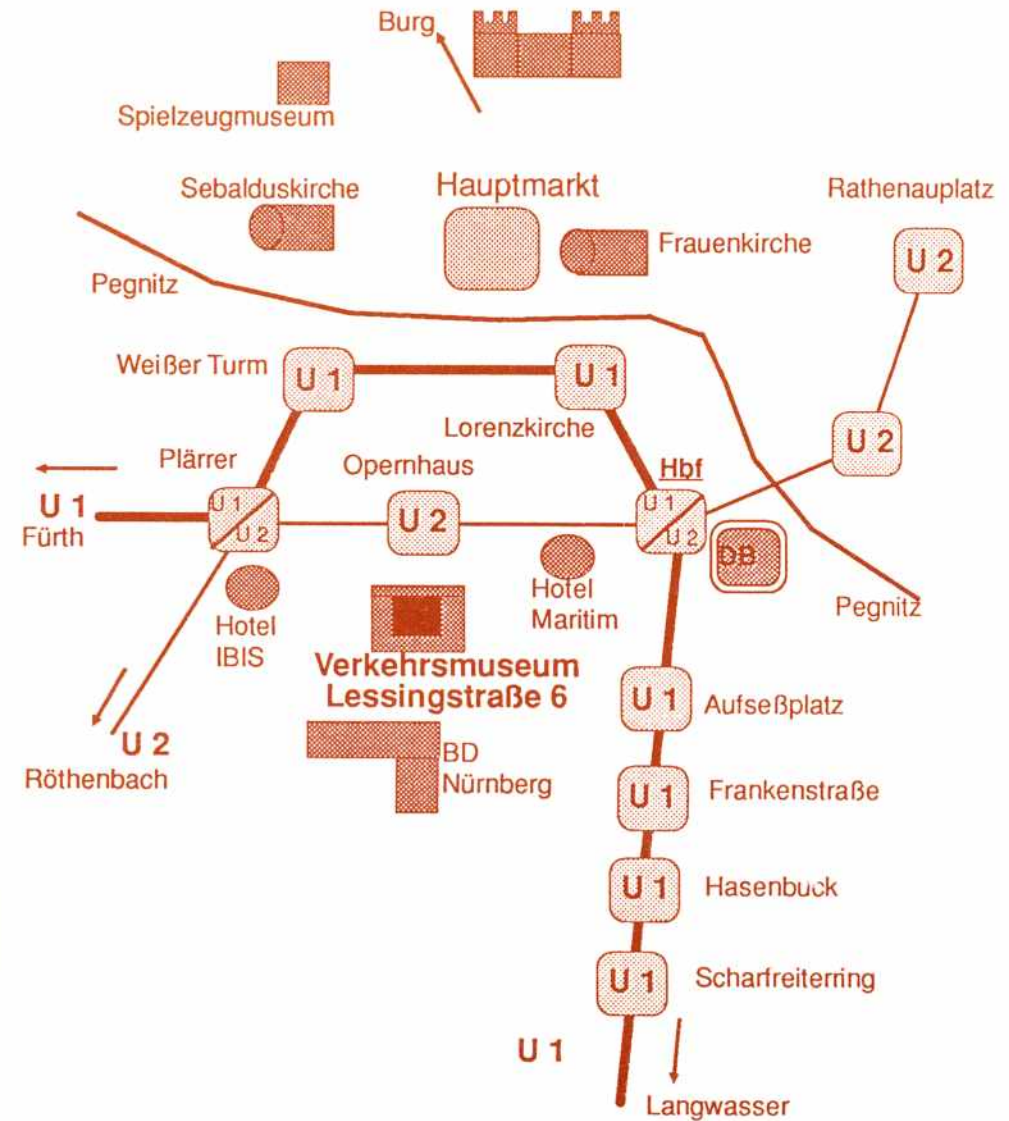 Burg
Spielzeugmuseum
Sebalduskirche
Hauptmarkt
Rathenauplatz
Frauenkirche
U 2
Pegnitz
Weißer Turm
U 1
U 1
Lorenzkirche
U 2
Plärrer
Opernhaus
Hbf
U 1
Fürth
U 1
U 2
U 2
U 1
U 2
DB
Hotel
IBIS
Hotel
Maritim
Pegnitz
Verkehrsmuseum
Lessingstraße 6
U 1
Aufseßplatz
U 2
Röthenbach
BD
Nürnberg
U 1
Frankenstraße
U 1
Hasenbuck
U 1
Scharfreiterring
U 1
Langwasser